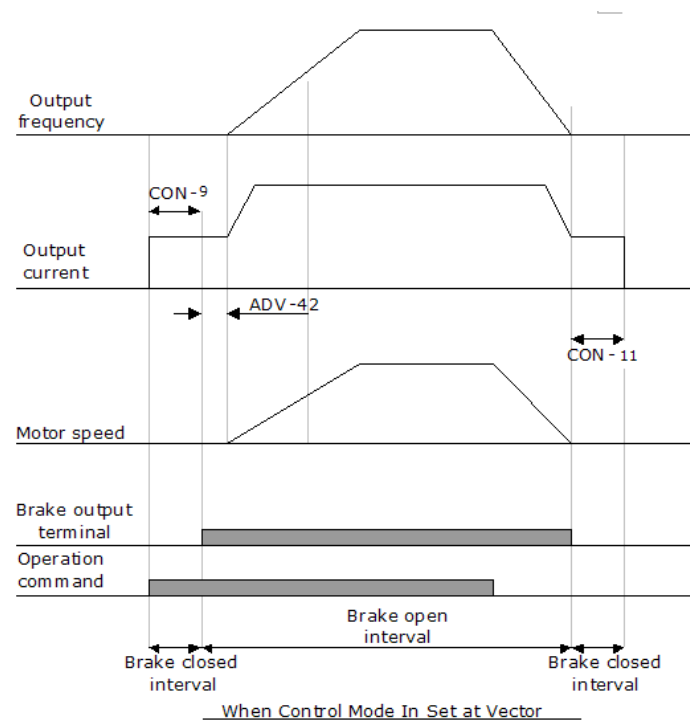 Output
frequency
CON-9
Output
current
ADV-42
CON - 11
Motor speed
Brake output
terminal
Operation
command
Brake open
interval
Brake closed
interval
Brake closed
interval
When Control Mode In Set at Vector